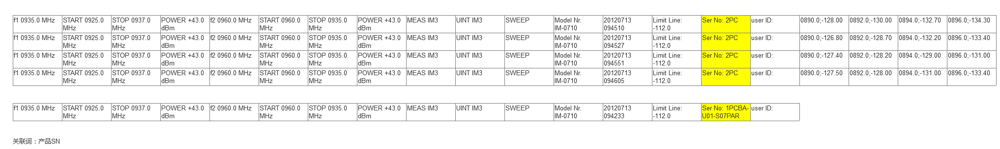 f1 0935.0 MHz START 0925.0 MHz STOP 0937.0 MHz POWER +43.0 dBm f2 0960.0 MHz START 0960.0 MHz STOP 0935.0 MHz POWER +43.0 dBm MEAS IM3 UINT IM3 SWEEP Model Nr. IM-0710 20120713 094510 Limit Line: -112.0 Ser No: 2PC user ID: 0890.0;-128.00 0892.0;-130.00 0894.0;-132.70 0896.0;-134.30
f1 0935.0 MHz START 0925.0 MHz STOP 0937.0 MHz POWER +43.0 dBm f2 0960.0 MHz START 0960.0 MHz STOP 0935.0 MHz POWER +43.0 dBm MEAS IM3 UINT IM3 SWEEP Model Nr. IM-0710 20120713 094527 Limit Line: -112.0 Ser No: 2PC user ID: 0890.0;-126.80 0892.0;-128.70 0894.0;-132.20 0896.0;-133.40
f1 0935.0 MHz START 0925.0 MHz STOP 0937.0 MHz POWER +43.0 dBm f2 0960.0 MHz START 0960.0 MHz STOP 0935.0 MHz POWER +43.0 dBm MEAS IM3 UINT IM3 SWEEP Model Nr. IM-0710 20120713 094551 Limit Line: -112.0 Ser No: 2PC user ID: 0890.0;-127.40 0892.0;-128.20 0894.0;-129.00 0896.0;-131.00
f1 0935.0 MHz START 0925.0 MHz STOP 0937.0 MHz POWER +43.0 dBm f2 0960.0 MHz START 0960.0 MHz STOP 0935.0 MHz POWER +43.0 dBm MEAS IM3 UINT IM3 SWEEP Model Nr. IM-0710 20120713 094605 Limit Line: -112.0 Ser No: 2PC user ID: 0890.0;-127.50 0892.0;-128.00 0894.0;-131.00 0896.0;-133.40
f1 0935.0 MHz START 0925.0 MHz STOP 0937.0 MHz POWER +43.0 dBm f2 0960.0 MHz START 0960.0 MHz STOP 0935.0 MHz POWER +43.0 dBm MEAS IM3 UINT IM3 SWEEP Model Nr. IM-0710 20120713 094233 Limit Line: -112.0 Ser No: 1PCBA-U01-S07PAR user ID:
关联词：产品SN